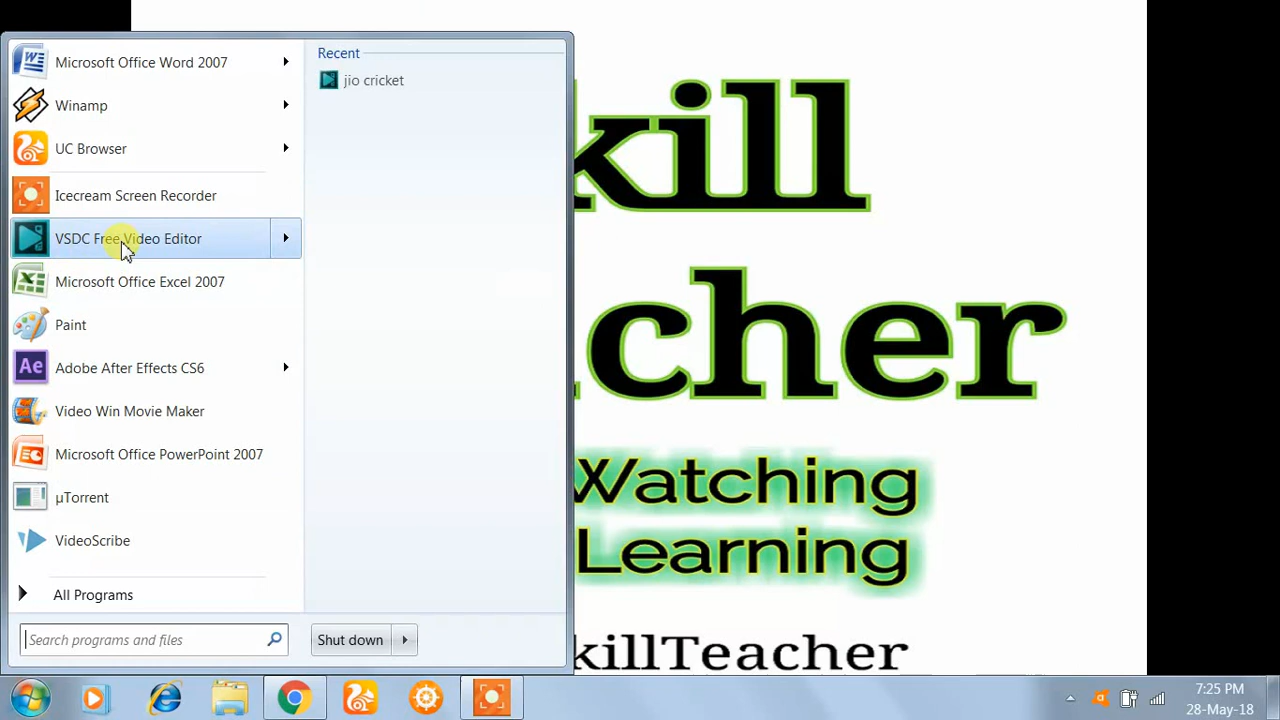 Microsoft Office Word 2007
Winamp
UC Browser
Icecream Screen Recorder
VSDC Free Video Editor
Microsoft Office Excel 2007
Paint
Adobe After Effects CS6
Video Win Movie Maker
Microsoft Office PowerPoint 2007
µTorrent
VideoScribe
All Programs
Search programs and files
Shut down
Recent
jio cricket
kill
cher
Watching
Learning
killTeacher
7:25 PM
28-May-18